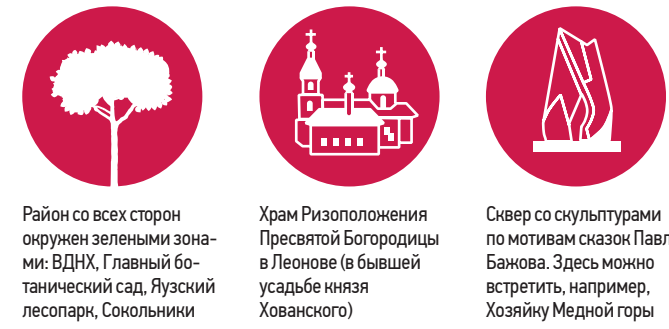 Район со всех сторон
окружен зелеными зона-
ми: ВДНХ, Главный бо-
танический сад, Яузский
лесопарк, Сокольники
Храм Ризоположения
Пресвятой Богородицы
в Леонове (в бывшей
усадьбе князя
Хованского)
Сквер со скульптурами
по мотивам сказок Павл
Бажова. Здесь можно
встретить, например,
Хозяйку Медной горы